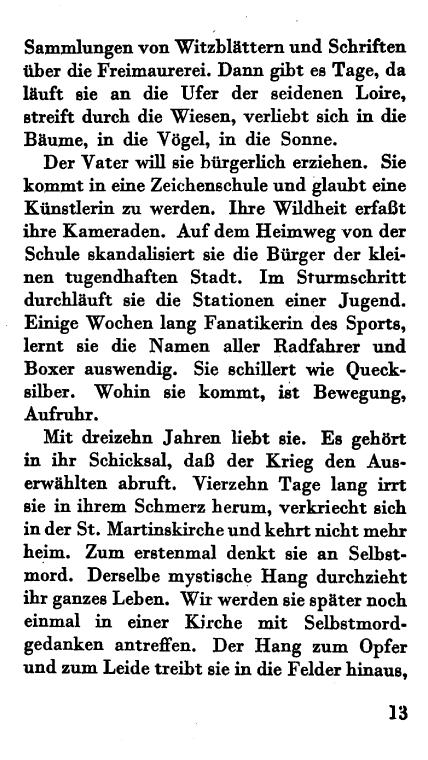 Sammlungen von Witzblättern und Schriften
über die Freimaurerei. Dann gibt es Tage, da
läuft sie an die Ufer der seidenen Loire,
streift durch die Wiesen, verliebt sich in die
Bäume, in die Vögel, in die Sonne.
Der Vater will sie bürgerlich erziehen. Sie
kommt in eine Zeichenschule und glaubt eine
Künstlerin zu werden. Ihre Wildheit erfaßt
ihre Kameraden. Auf dem Heimweg von der
Schule skandalisiert sie die Bürger der klei-
nen tugendhaften Stadt. Im Sturmschritt
durchläuft sie die Stationen einer Jugend.
Einige Wochen lang Fanatikerin des Sports,
lernt sie die Namen aller Radfahrer und
Boxer auswendig. Sie schillert wie Queck-
silber. Wohin sie kommt, ist Bewegung,
Aufruhr.
Mit dreizehn Jahren liebt sie. Es gehört
in ihr Schicksal, daß der Krieg den Aus-
erwählten abruft. Vierzehn Tage lang irrt
sie in ihrem Schmerz herum, verkriecht sich
in der St. Martinskirche und kehrt nicht mehr
heim. Zum erstenmal denkt sie an Selbst-
mord. Derselbe mystische Hang durchzieht
ihr ganzes Leben. Wir werden sie später noch
einmal in einer Kirche mit Selbstmord-
gedanken antreffen. Der Hang zum Opfer
und zum Leide treibt sie in die Felder hinaus,
13